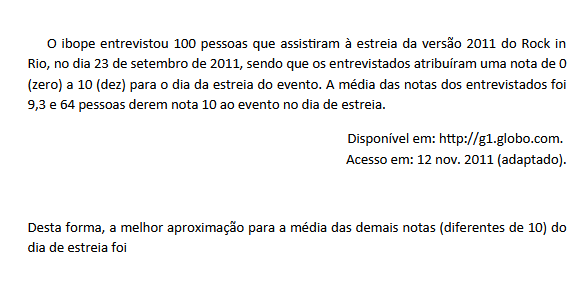 O ibope entrevistou 100 pessoas que assistiram à estreia da versão 2011 do Rock in
Rio, no dia 23 de setembro de 2011, sendo que os entrevistados atribuíram uma nota de 0
(zero) a 10 (dez) para o dia da estreia do evento. A média das notas dos entrevistados foi
9,3 e 64 pessoas derem nota 10 ao evento no dia de estreia.
Disponível em: http://g1.globo.com.
Acesso em: 12 nov. 2011 (adaptado).
Desta forma, a melhor aproximação para a média das demais notas (diferentes de 10) do
dia de estreia foi